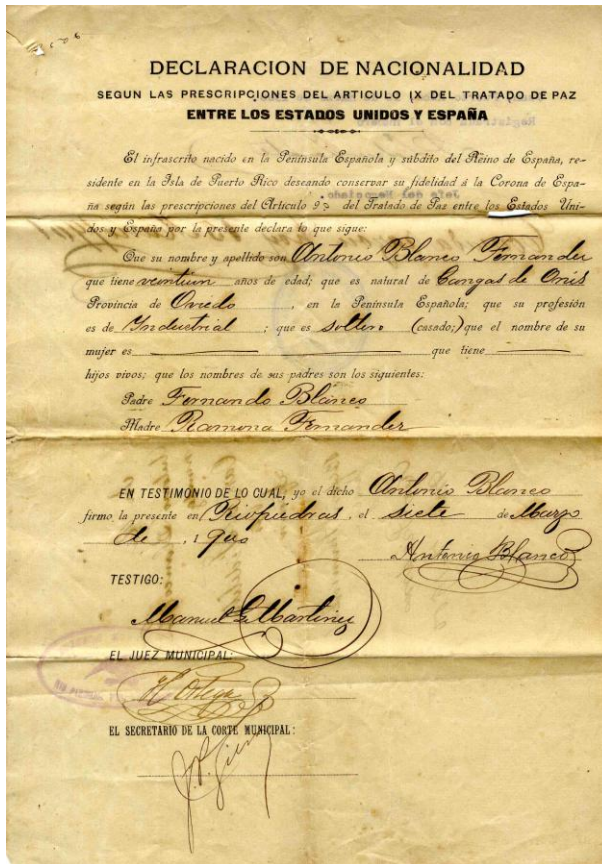 DECLARACION DE NACIONALIDAD
SEGUN LAS PRESCRIPCIONES DEL ARTICULO IX DEL TRATADO DE PAZ
ENTRE LOS ESTADOS UNIDOS Y ESPAÑA
El infrascrito nacido en la Península Española y súbdito del Reino de España, re-
sidente en la Isla de Puerto Rico deseando conservar su fidelidad á la Corona de Espa-
ña según las prescripciones del Artículo 9º del Tratado de Paz entre los Estados Uni-
dos y España por la presente declara lo que sigue:
Que su nombre y apellido son Antonio Blanco Fernandez
que tiene veintiun años de edad; que es natural de Cangas de Onis
Provincia de Oviedo, en la Península Española; que su profesión
es de Industrial; que es soltero (casado;) que el nombre de su
mujer es que tiene
hijos vivos; que los nombres de sus padres son los siguientes:
Padre Fernando Blanco
Madre Ramona Fernandez
EN TESTIMONIO DE LO CUAL, yo el dicho Antonio Blanco
firmo la presente en Riopiedras, el siete de Marzo
de 1900
Antonio Blanco
TESTIGO:
Manuel G. Martinez
EL JUEZ MUNICIPAL:
Ortega
EL SECRETARIO DE LA CORTE MUNICIPAL: